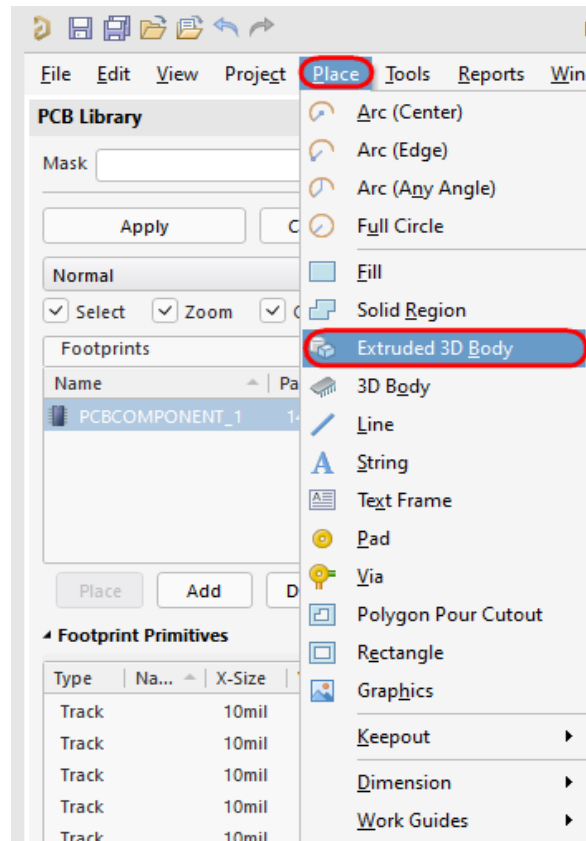 File Edit View Project Place Tools Reports Win
PCB Library
Mask
Apply
C
Normal
Select Zoom
Footprints
Name Pa
PCBCOMPONENT_1 14
Place Add D
Footprint Primitives
Type Na... X-Size
Track 10mil
Track 10mil
Track 10mil
Track 10mil
Track 10mil
Arc (Center)
Arc (Edge)
Arc (Any Angle)
Full Circle
Fill
Solid Region
Extruded 3D Body
3D Body
Line
String
Text Frame
Pad
Via
Polygon Pour Cutout
Rectangle
Graphics
Keepout
Dimension
Work Guides